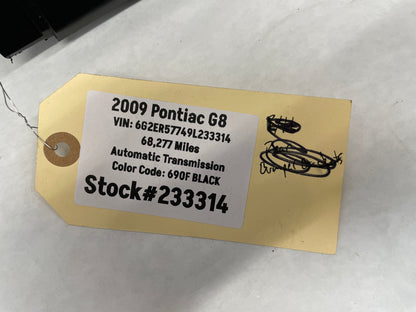 2009 Pontiac G8
VIN: 6G2ER57749L233314
68,277 Miles
Automatic Transmission
Color Code: 690F BLACK
Stock#233314